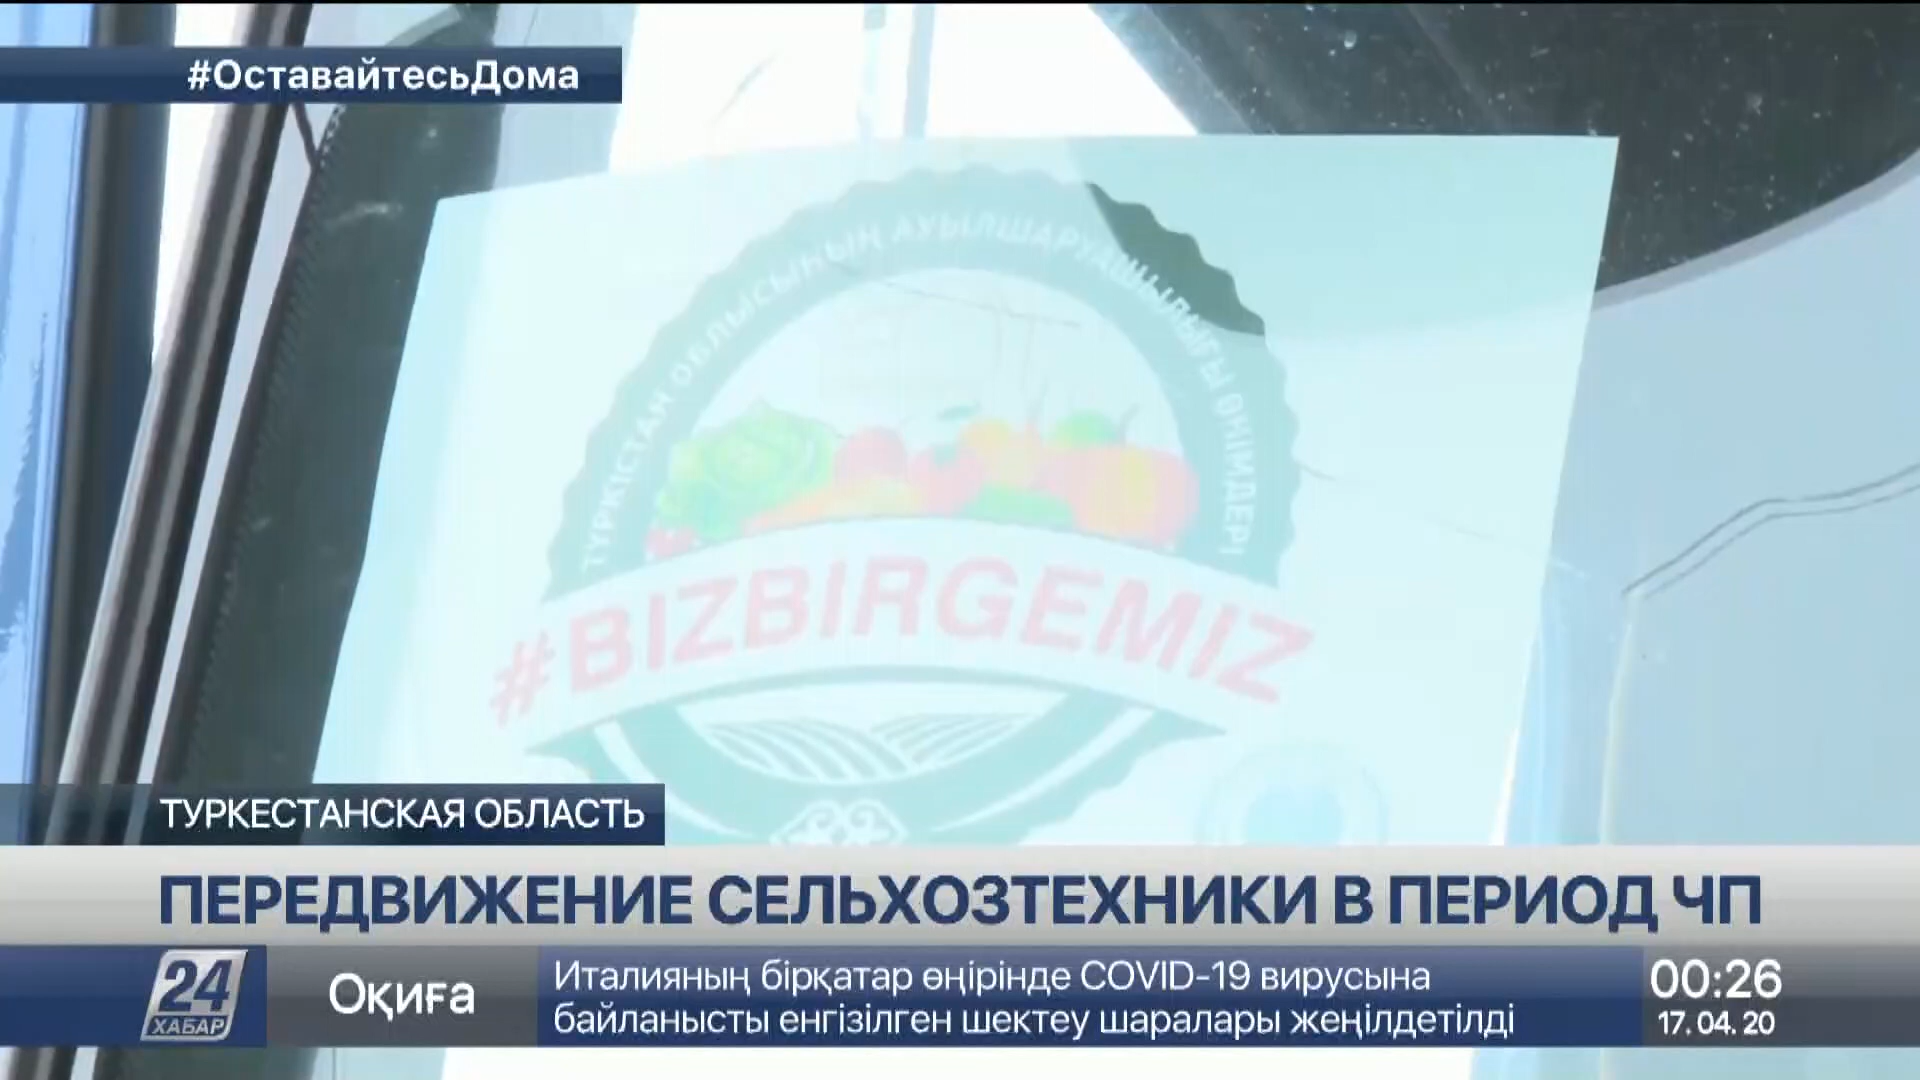 #ОставайтесьДома
ТҮРКІСТАН ОБЛЫСЫНЫҢ АУЫЛШАРУАШЫЛЫҒЫ ӨНІМДЕРІ
#BIZBIRGEMIZ
ТУРКЕСТАНСКАЯ ОБЛАСТЬ
ПЕРЕДВИЖЕНИЕ СЕЛЬХОЗТЕХНИКИ В ПЕРИОД ЧП
24
ХАБАР
Оқиға
Италияның бірқатар өңірінде COVID-19 вирусына
байланысты енгізілген шектеу шаралары жеңілдетілді
00:26
17. 04. 20